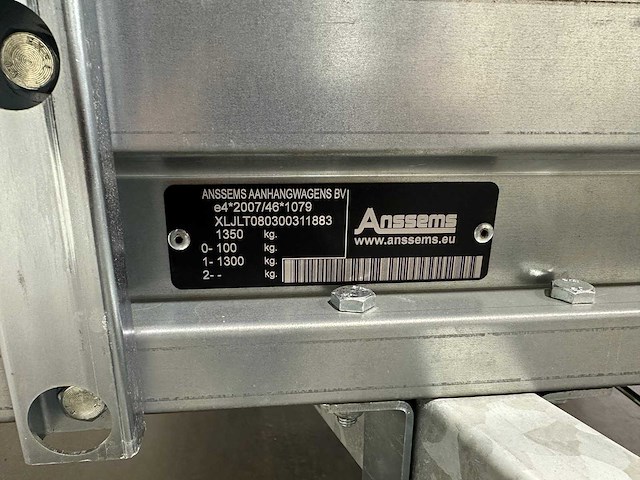 ANSSEMS AANHANGWAGENS BV
e4*2007/46*1079
XLJLT080300311883
1350 kg.
0- 100 kg.
1- 1300 kg.
2- - kg.
Anssems
www.anssems.eu